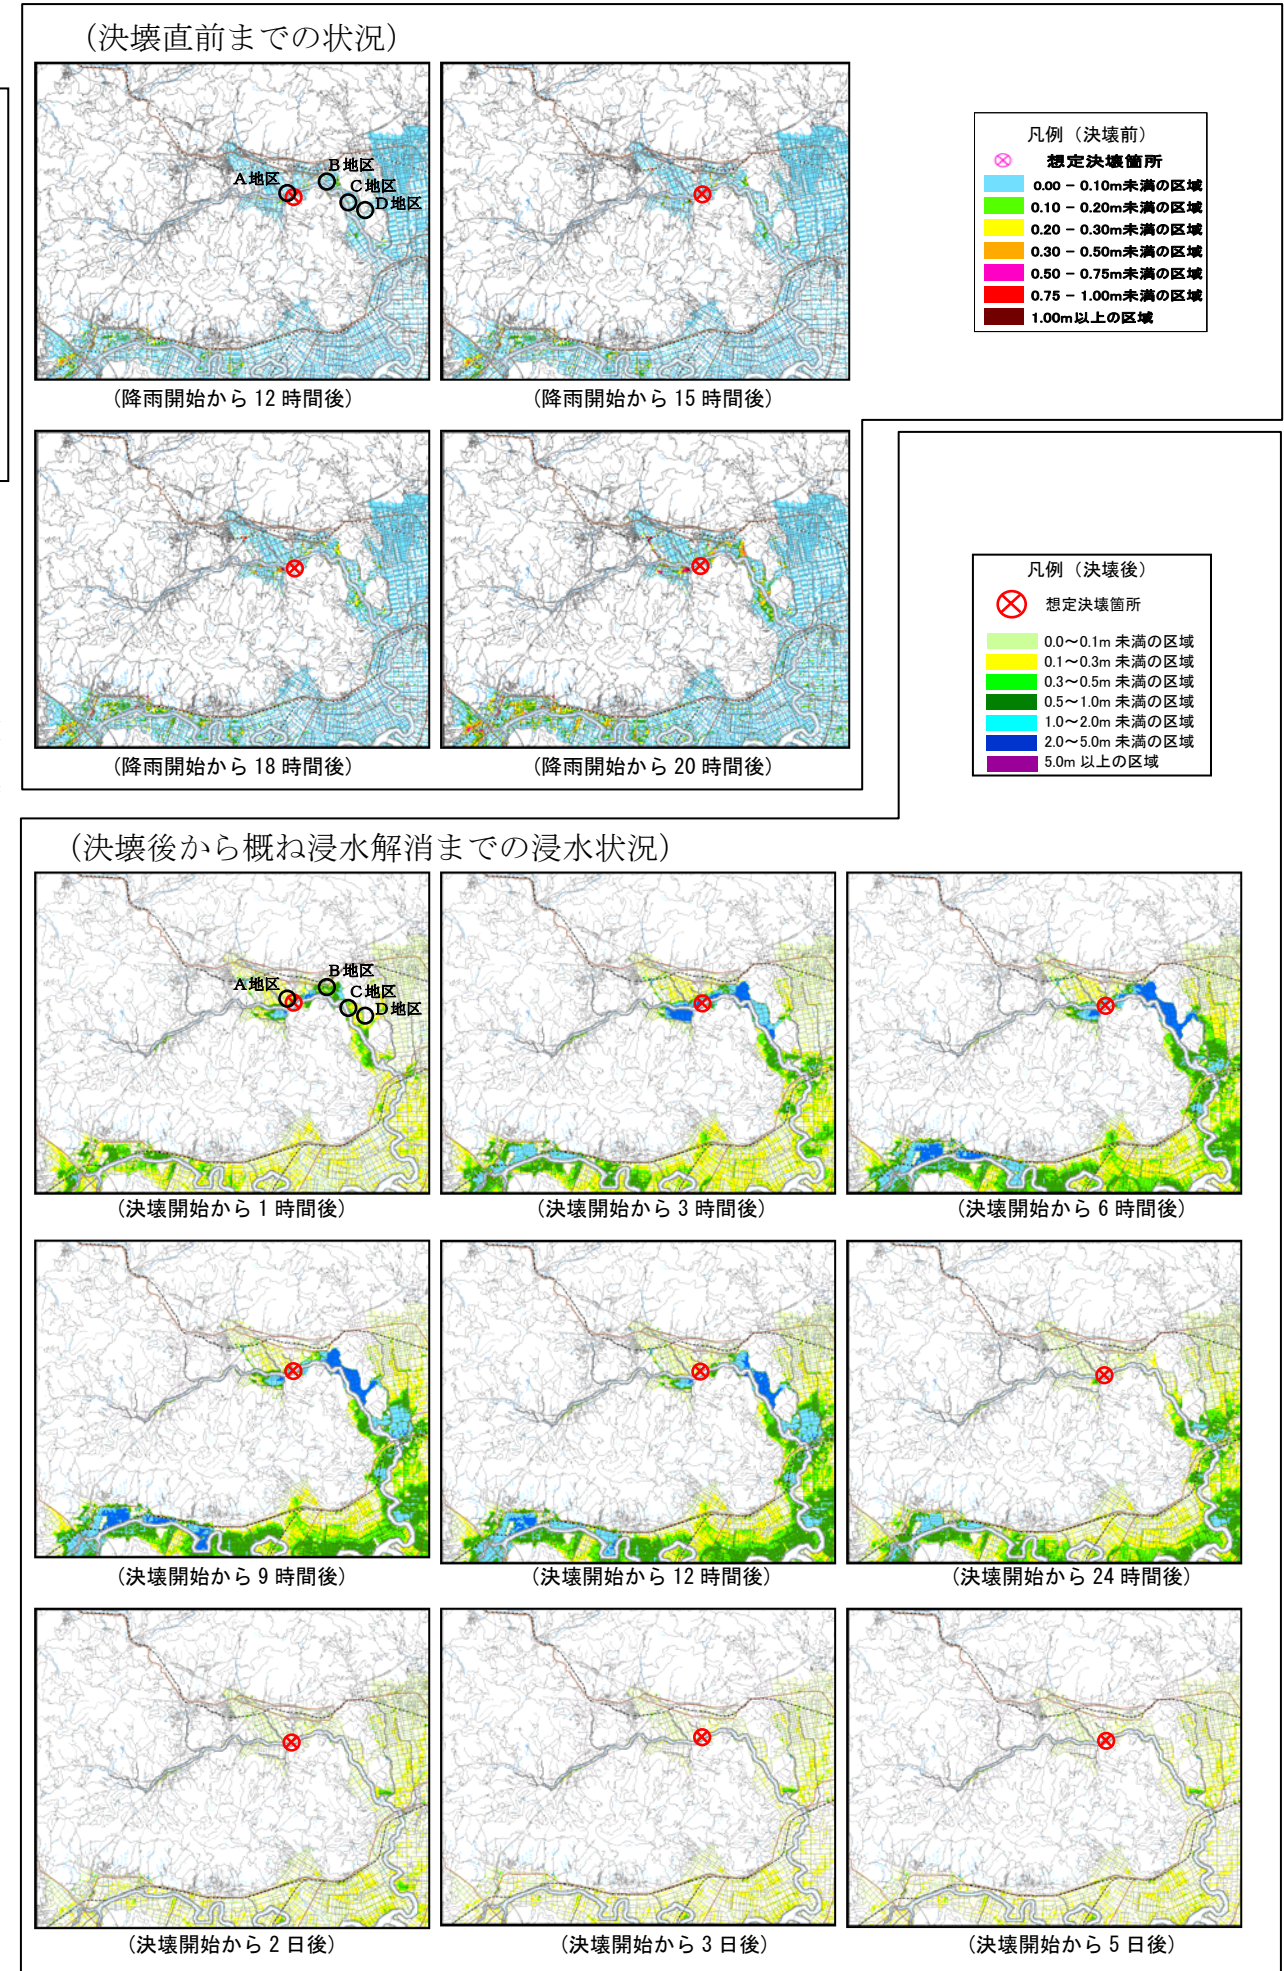 (決壊直前までの状況)
A地区
B地区
C地区
D地区
(降雨開始から 12 時間後)
(降雨開始から 15 時間後)
凡例(決壊前)
想定決壊箇所
0.00 - 0.10m未満の区域
0.10 - 0.20m未満の区域
0.20 - 0.30m未満の区域
0.30 - 0.50m未満の区域
0.50 - 0.75m未満の区域
0.75 - 1.00m未満の区域
1.00m以上の区域
(降雨開始から 18 時間後)
(降雨開始から 20 時間後)
凡例(決壊後)
想定決壊箇所
0.0～0.1m 未満の区域
0.1～0.3m 未満の区域
0.3～0.5m 未満の区域
0.5～1.0m 未満の区域
1.0～2.0m 未満の区域
2.0～5.0m 未満の区域
5.0m 以上の区域
(決壊後から概ね浸水解消までの浸水状況)
A地区
B地区
C地区
D地区
(決壊開始から 1 時間後)
(決壊開始から 3 時間後)
(決壊開始から 6 時間後)
(決壊開始から 9 時間後)
(決壊開始から 12 時間後)
(決壊開始から 24 時間後)
(決壊開始から 2 日後)
(決壊開始から 3 日後)
(決壊開始から 5 日後)